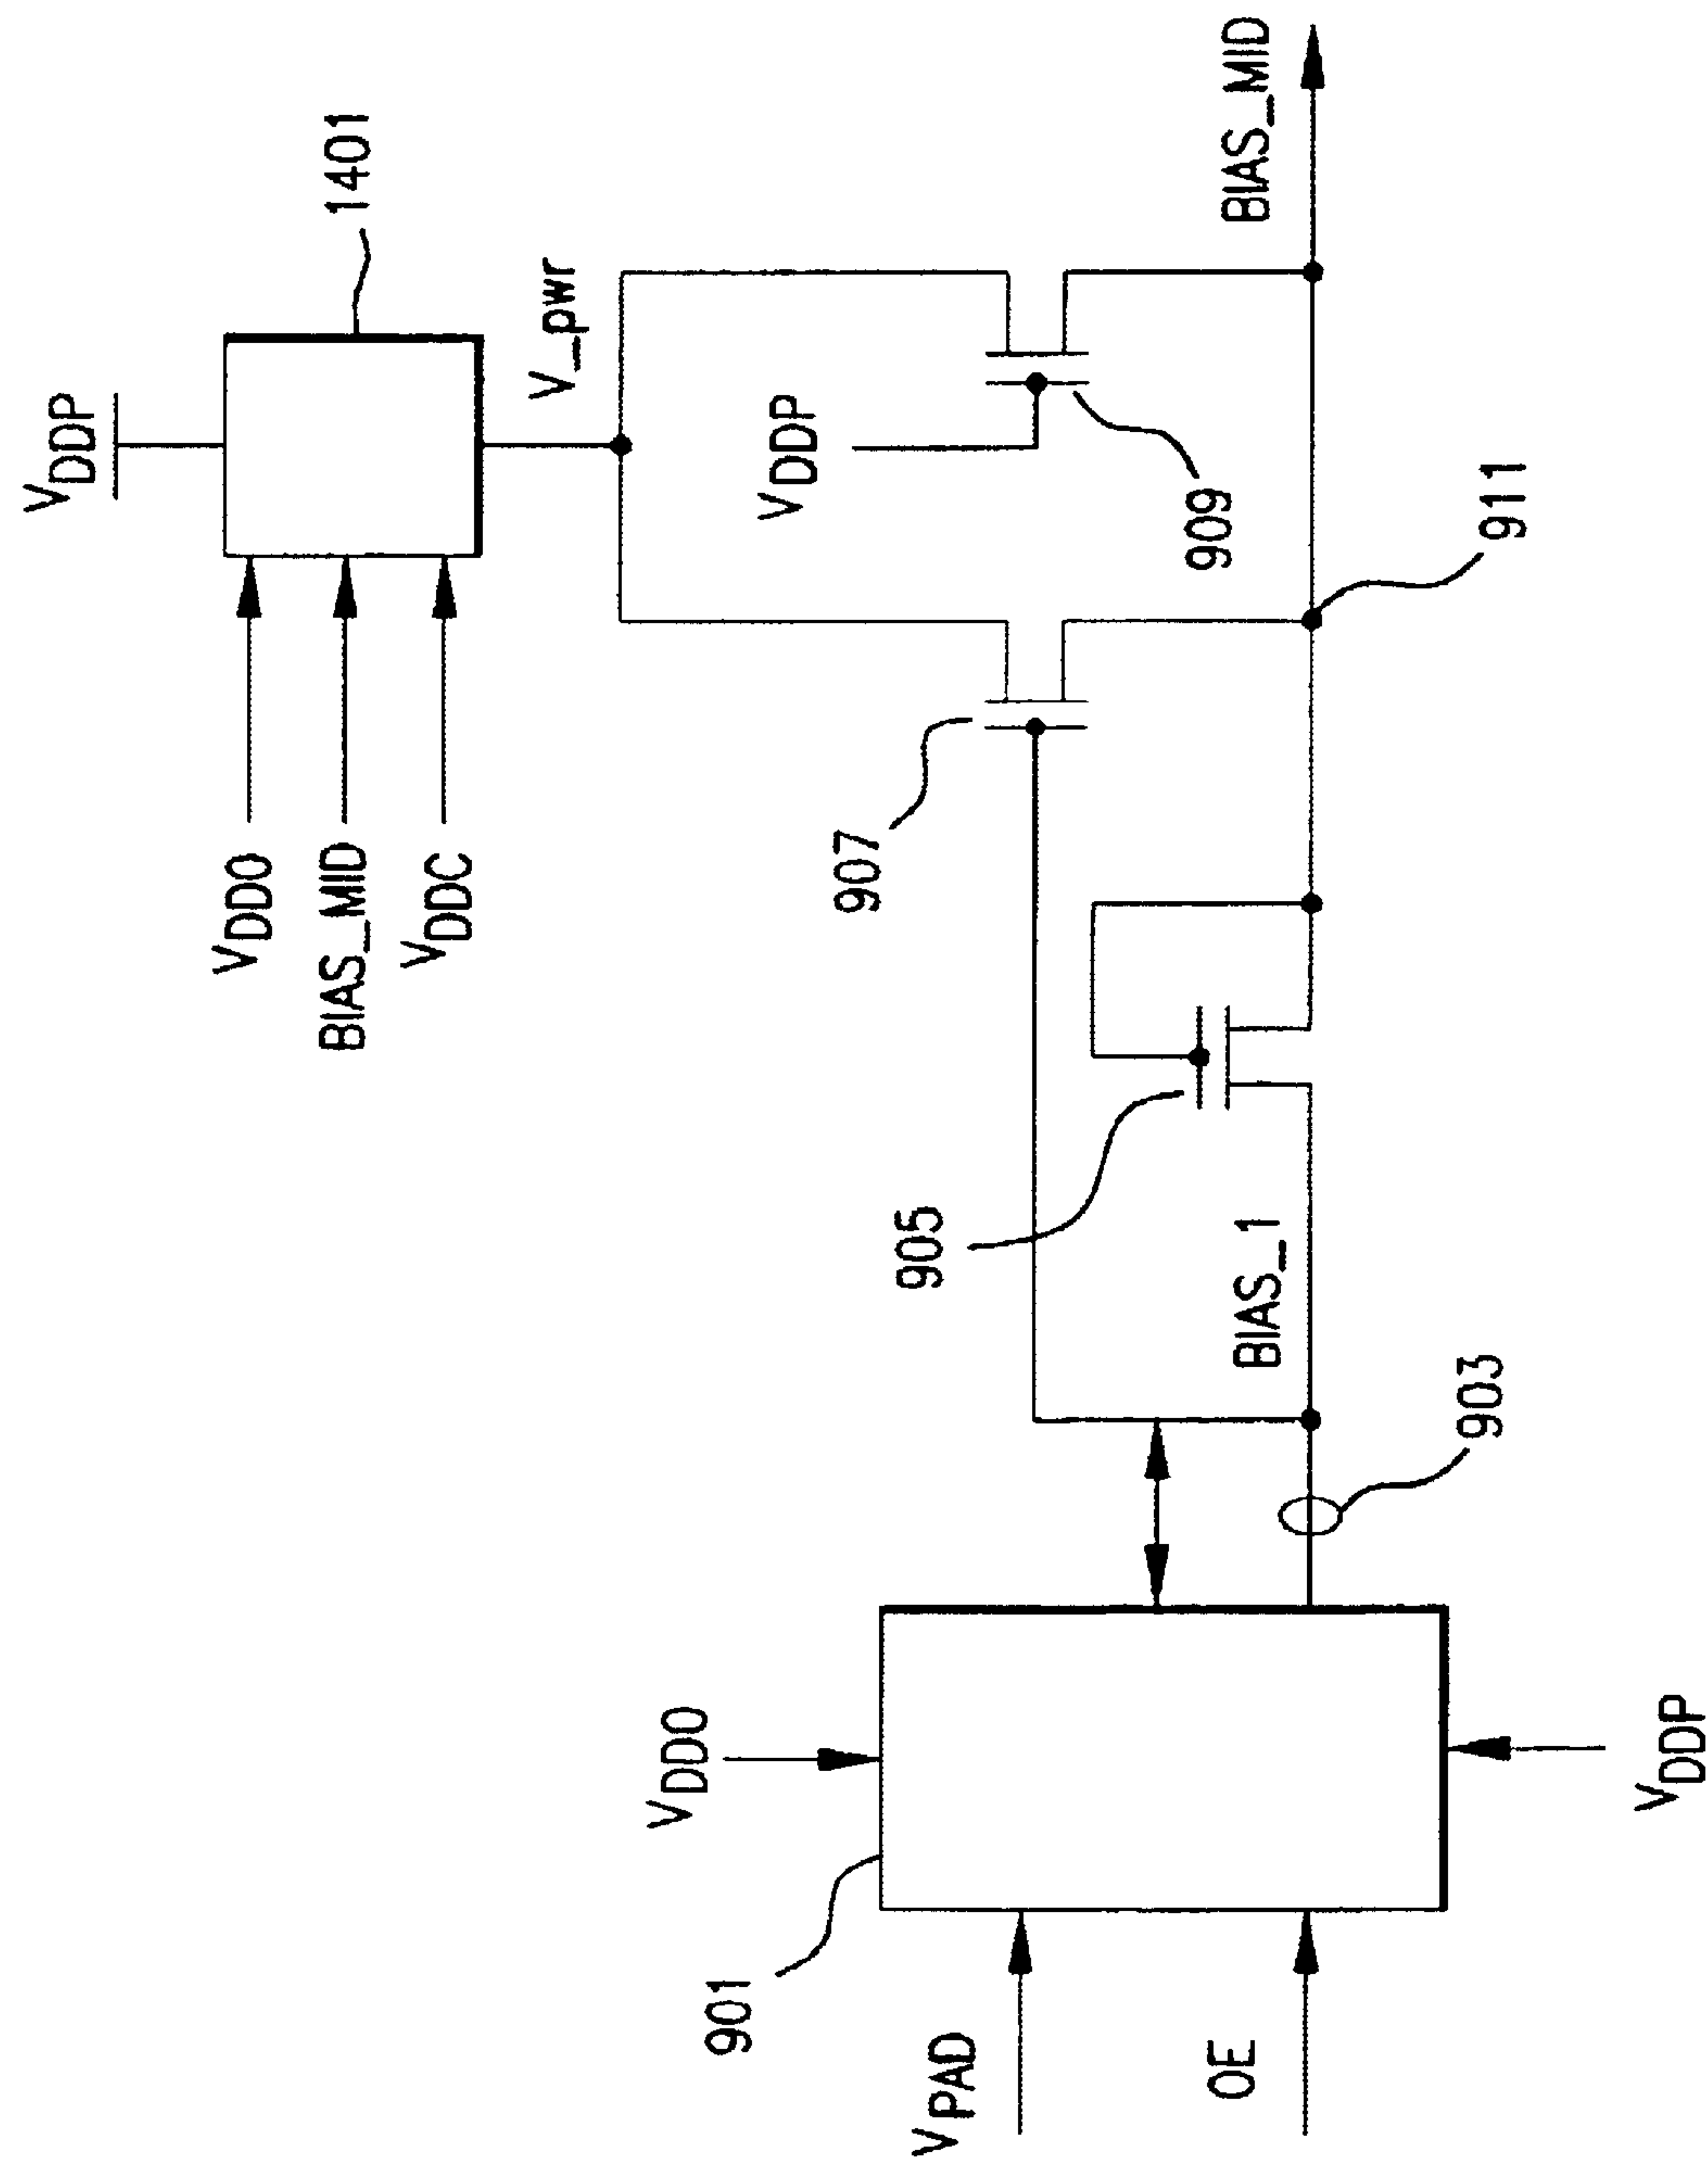 VDDP
VDDO
BIAS_MID
1401
VDDC
V_pwr
VDDO
901
VDDP
907
905
VPAD
909
OE
BIAS_1
BIAS_MID
903
911
VDDP